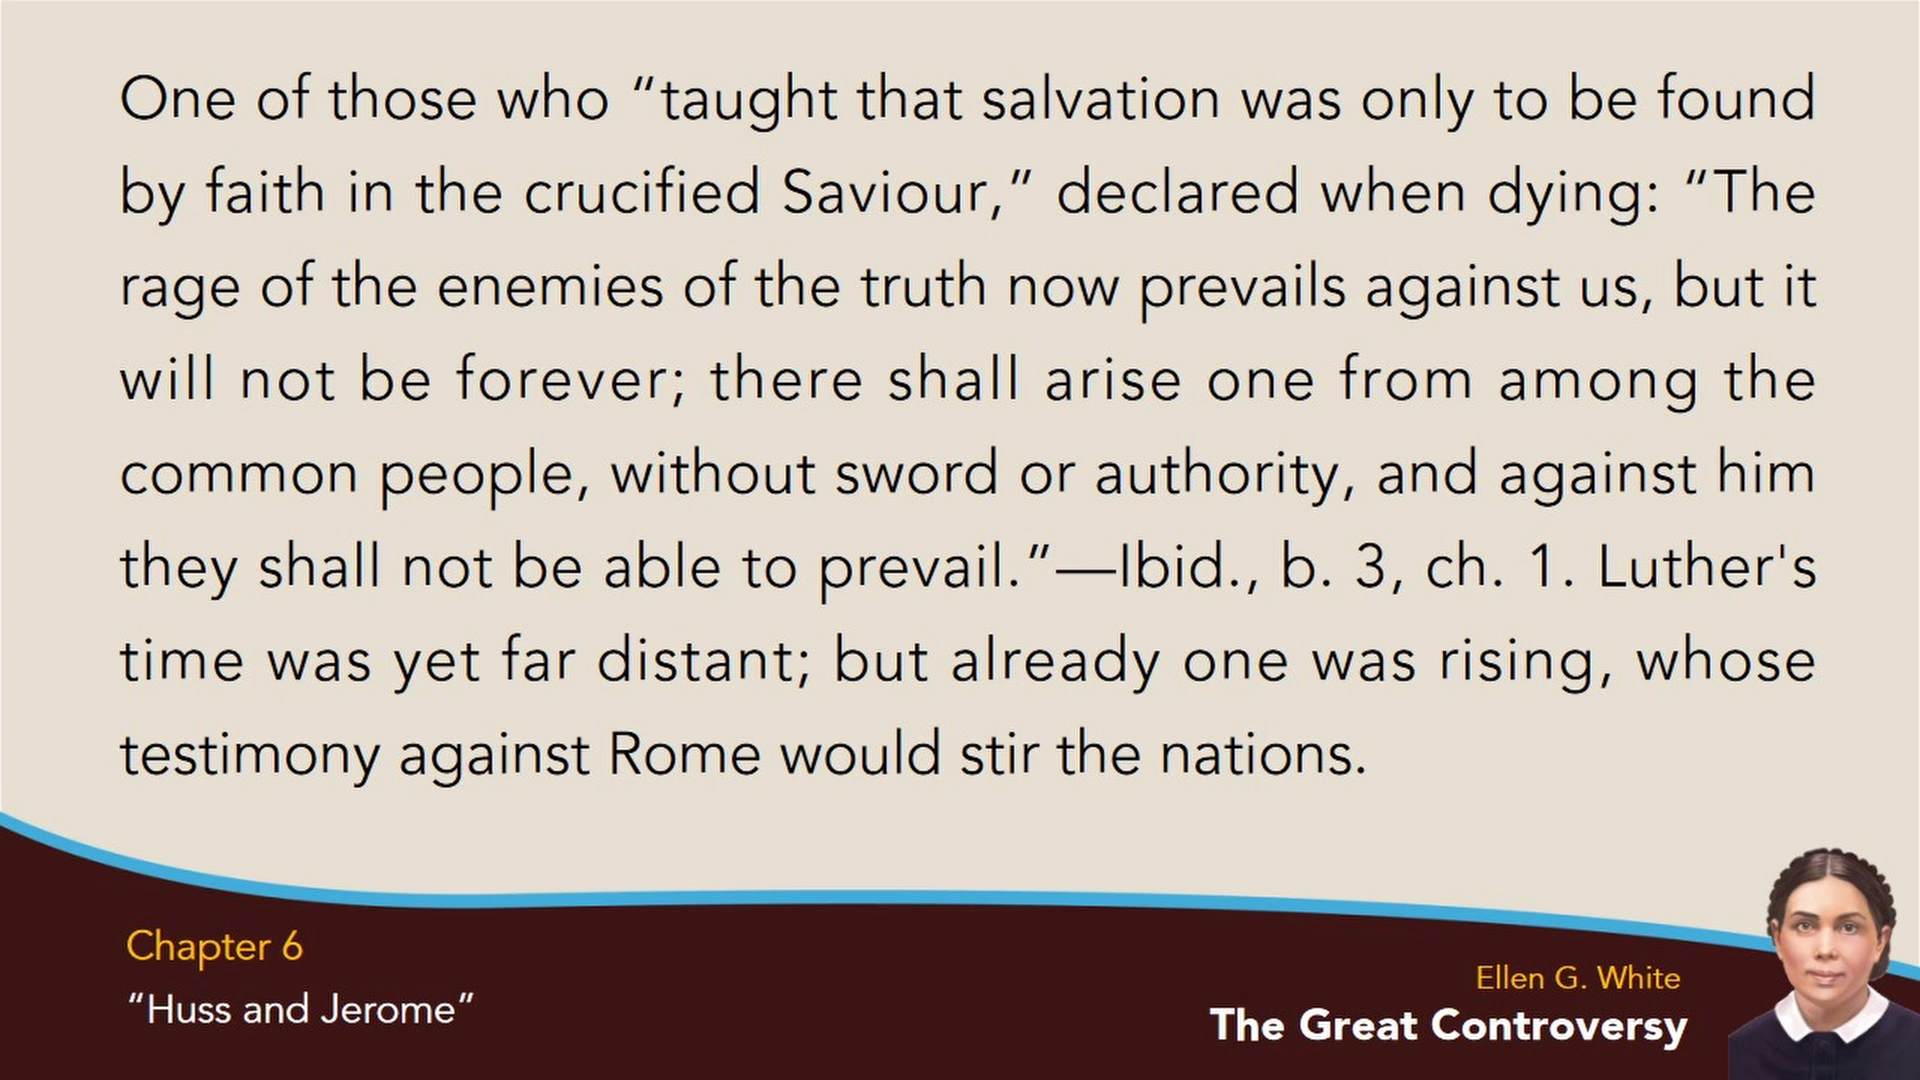 One of those who “taught that salvation was only to be found
by faith in the crucified Saviour,” declared when dying: “The
rage of the enemies of the truth now prevails against us, but it
will not be forever; there shall arise one from among the
common people, without sword or authority, and against him
they shall not be able to prevail.”—Ibid., b. 3, ch. 1. Luther's
time was yet far distant; but already one was rising, whose
testimony against Rome would stir the nations.
Chapter 6
“Huss and Jerome”
Ellen G. White
The Great Controversy